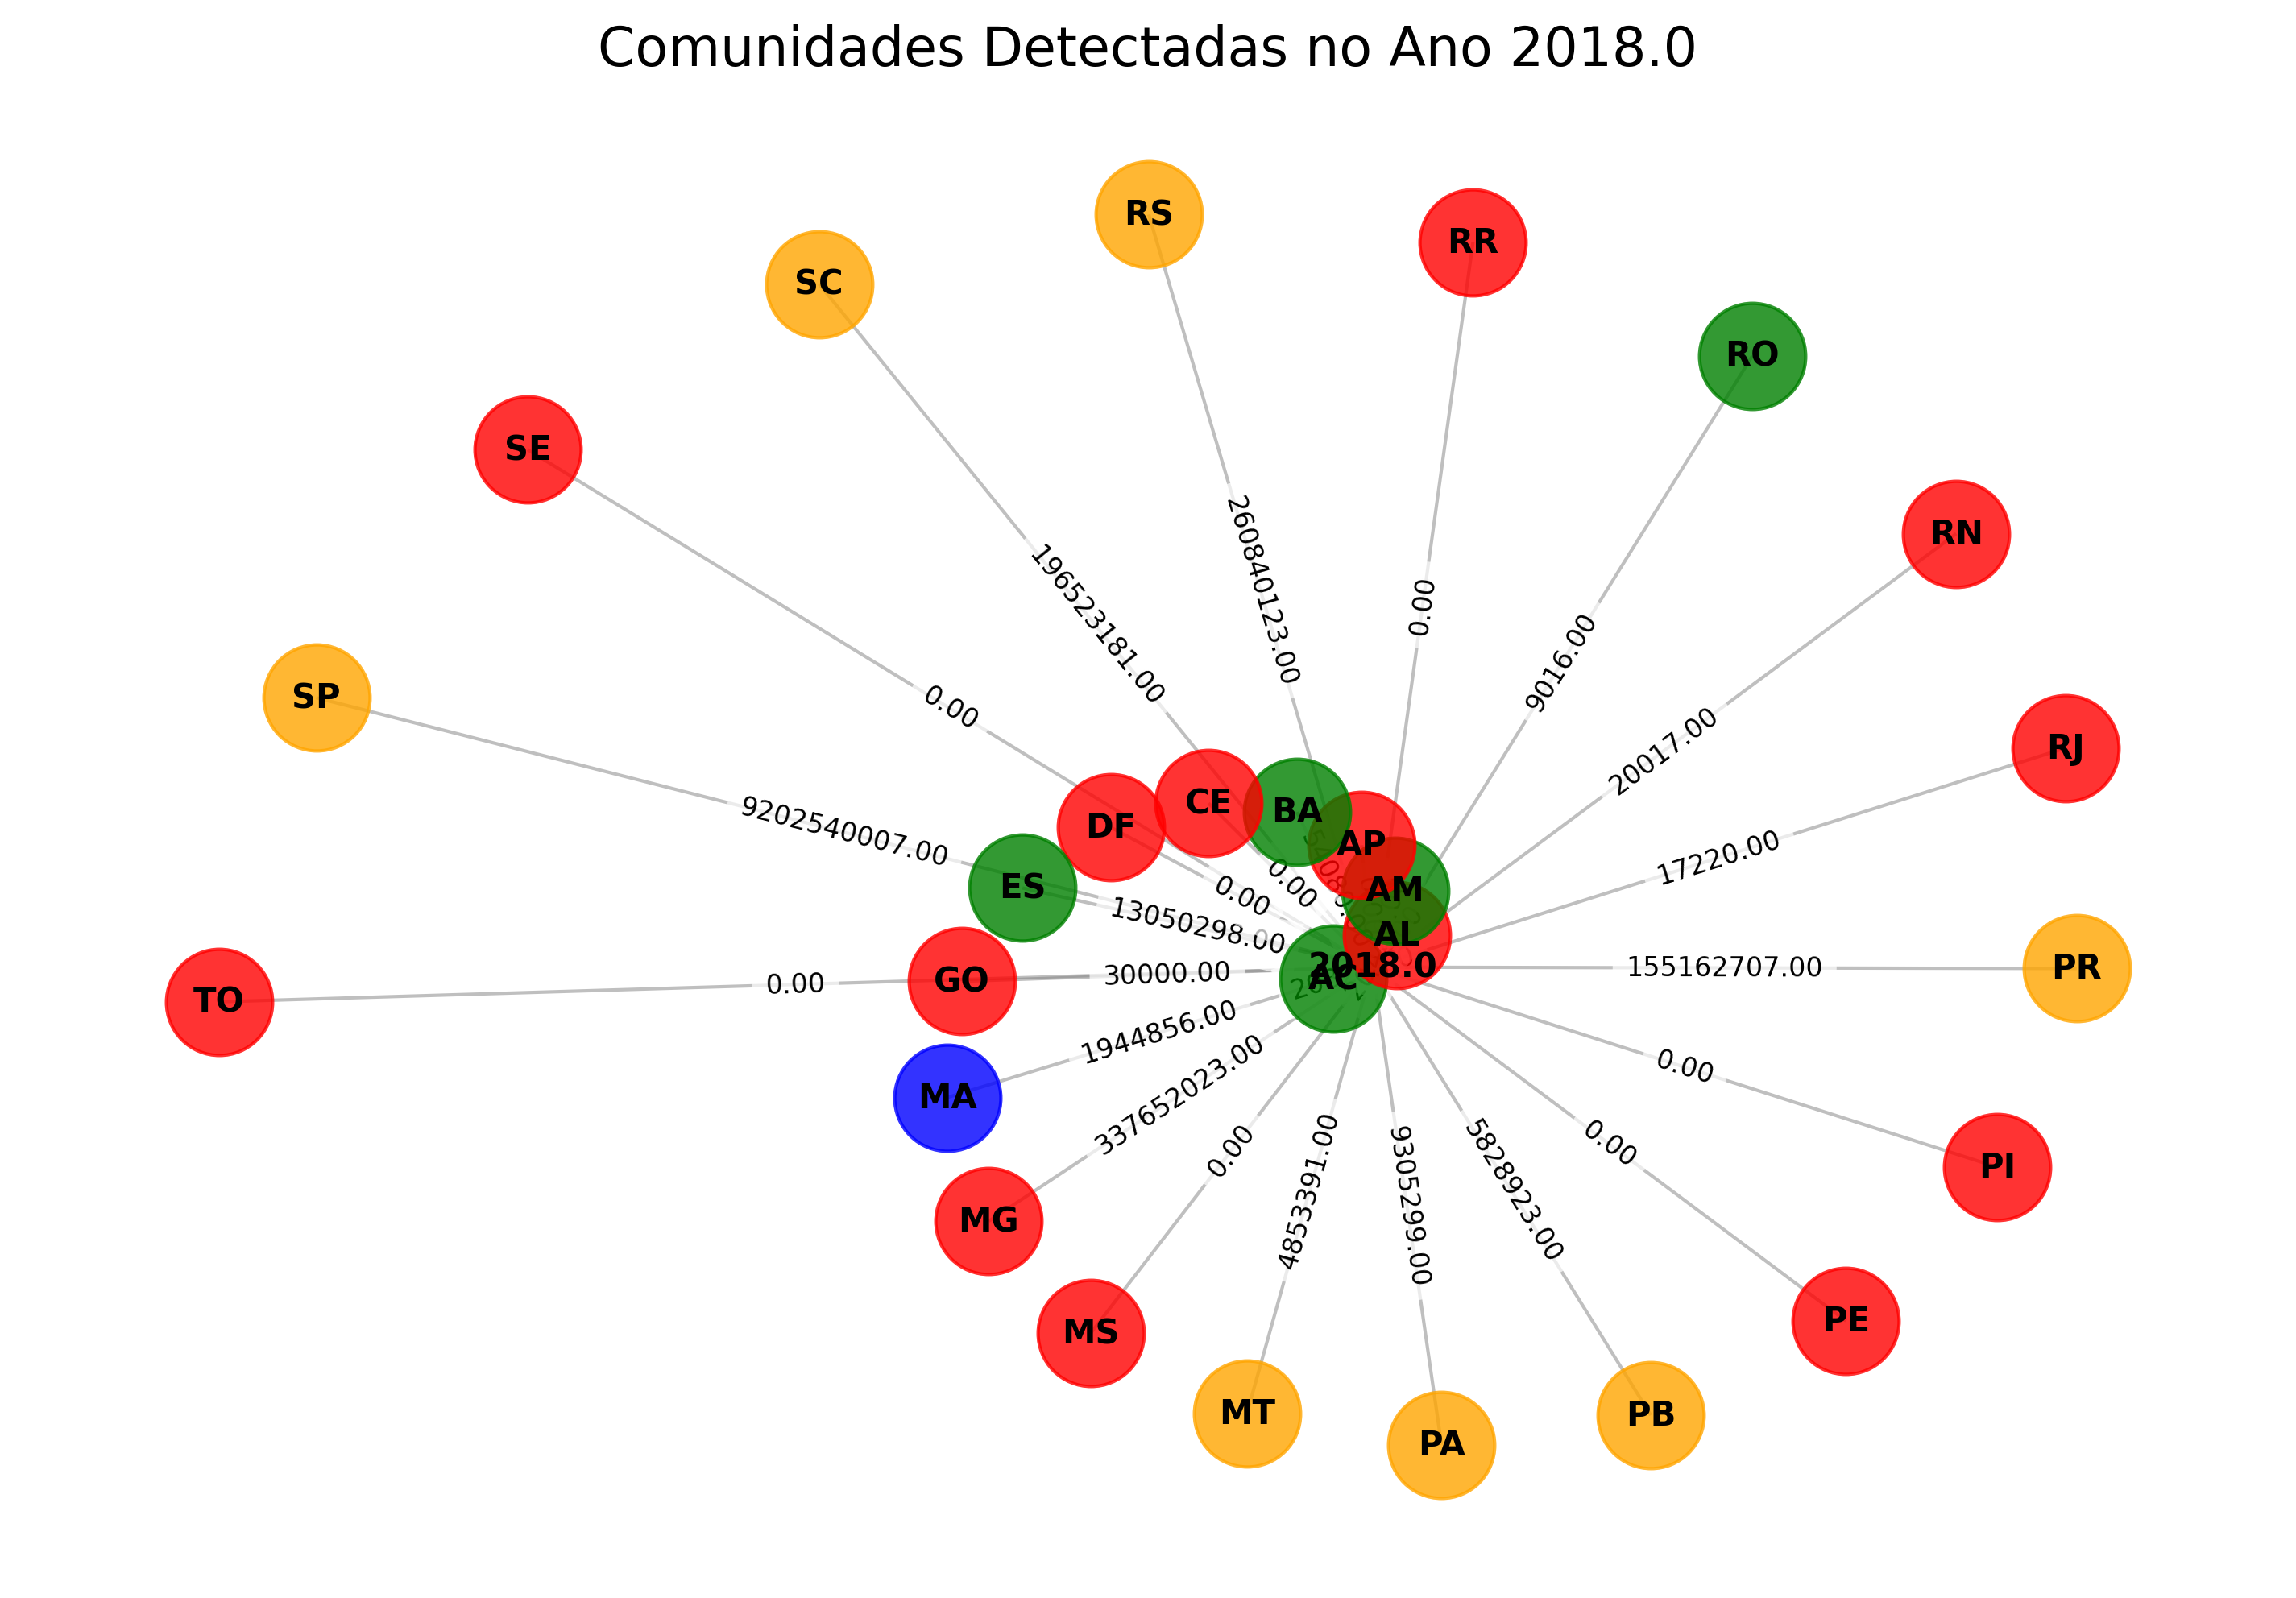 Comunidades Detectadas no Ano 2018.0
RS
RR
SC
RO
SE
RN
SP
RJ
260840123.00
196523181.00
0.00
9016.00
0.00
20017.00
9202540007.00
17220.00
CE
BA
DF
AP
ES
AM
0.00
0.00
13050298.00
AL
2018.0
AC
155162707.00
PR
TO
0.00
GO
30000.00
MA
1944856.00
337652023.00
0.00
48533391.00
9305299.00
5828923.00
0.00
0.00
PI
MG
MS
PE
MT
PA
PB